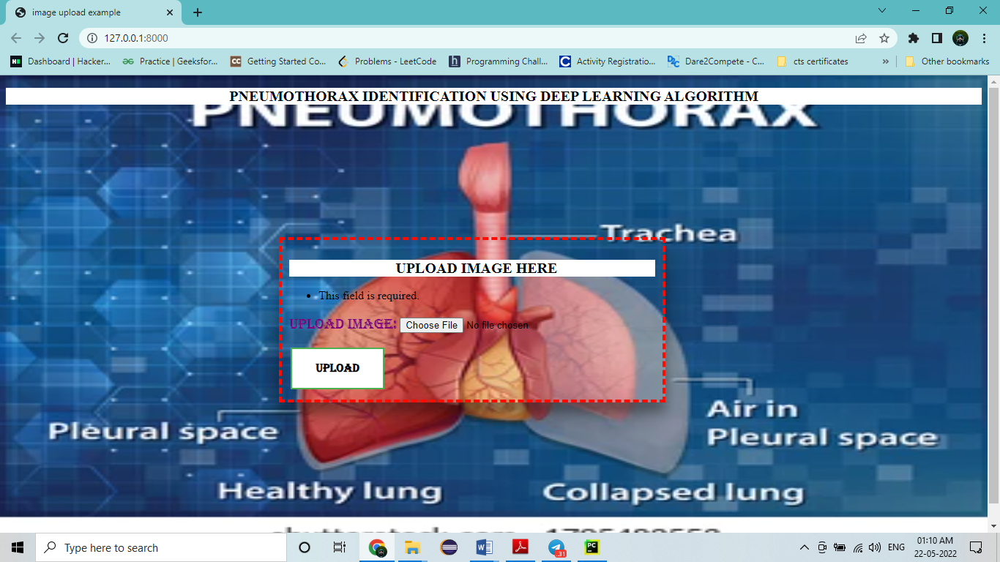 image upload example
127.0.0.1:8000
Dashboard | Hacker...
Practice | Geeksfor...
Getting Started Co...
Problems - LeetCode
Programming Chall...
Activity Registratio...
Dare2Compete - C...
cts certificates
»
Other bookmarks
PNEUMOTHORAX IDENTIFICATION USING DEEP LEARNING ALGORITHM
PNEUMOTHORAX
Trachea
UPLOAD IMAGE HERE
• This field is required.
UPLOAD IMAGE: Choose File No file chosen
UPLOAD
Air in
Pleural space
Pleural space
Healthy lung
Collapsed lung
Type here to search
31
ENG
01:10 AM
22-05-2022